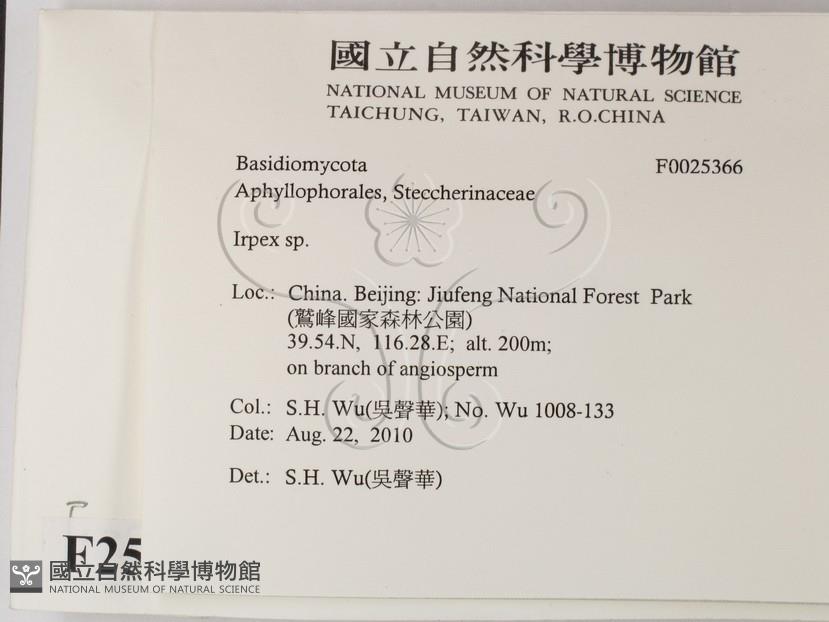 國立自然科學博物館
NATIONAL MUSEUM OF NATURAL SCIENCE
TAICHUNG, TAIWAN, R.O.CHINA
Basidiomycota F0025366
Aphyllophorales, Steccherinaceae
Irpex sp.
Loc.: China. Beijing: Jiufeng National Forest Park
(鷲峰國家森林公園)
39.54.N, 116.28.E; alt. 200m;
on branch of angiosperm
Col.: S.H. Wu(吳聲華); No. Wu 1008-133
Date: Aug. 22, 2010
Det.: S.H. Wu(吳聲華)
F25
國立自然科學博物館
NATIONAL MUSEUM OF NATURAL SCIENCE